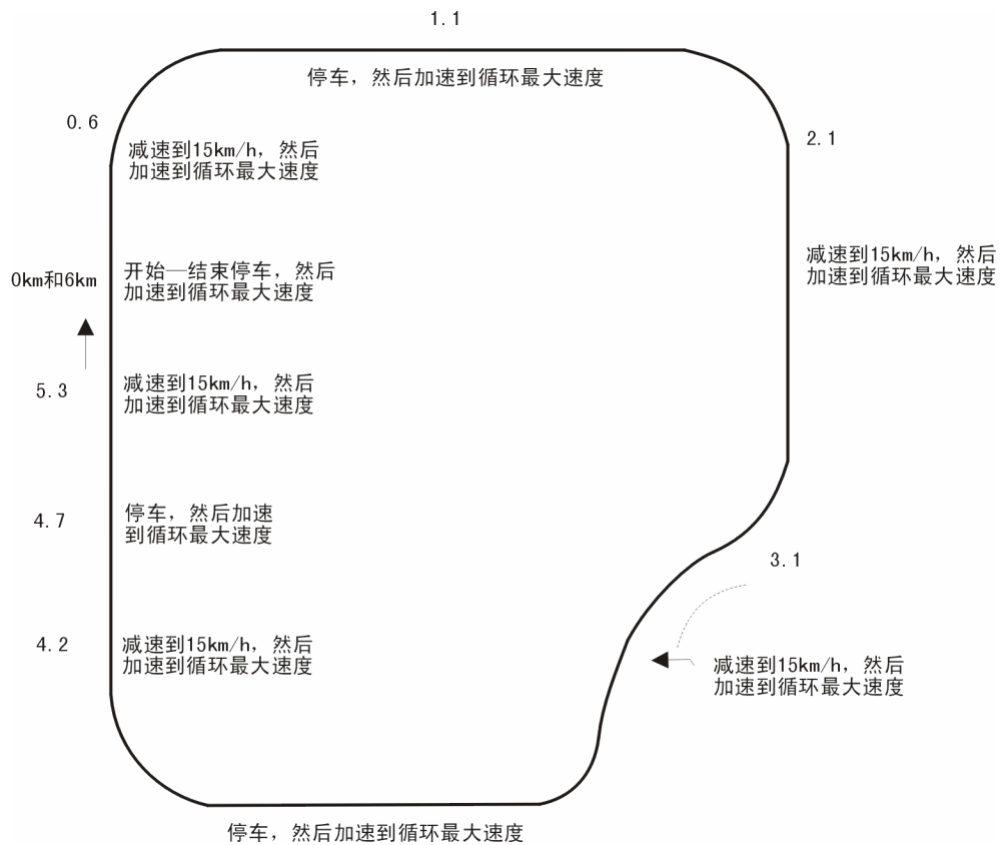 1.1
停车，然后加速到循环最大速度
0.6
减速到15km/h，然后
加速到循环最大速度
2.1
减速到15km/h，然后
加速到循环最大速度
0km和6km
开始—结束停车，然后
加速到循环最大速度
5.3
减速到15km/h，然后
加速到循环最大速度
4.7
停车，然后加速
到循环最大速度
3.1
减速到15km/h，然后
加速到循环最大速度
4.2
减速到15km/h，然后
加速到循环最大速度
停车，然后加速到循环最大速度